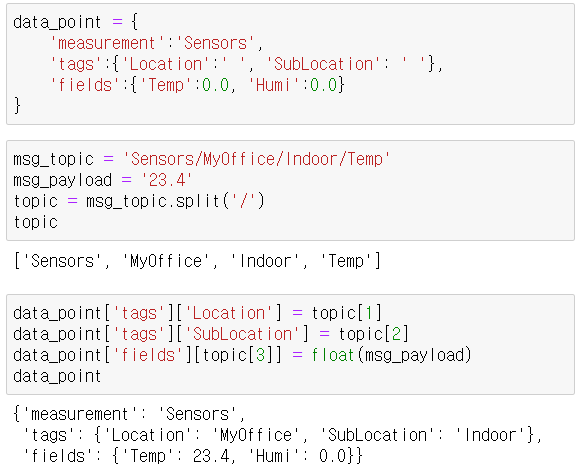 data_point = {
    'measurement':'Sensors',
    'tags':{'Location':' ', 'SubLocation': ' '},
    'fields':{'Temp':0.0, 'Humi':0.0}
}
msg_topic = 'Sensors/MyOffice/Indoor/Temp'
msg_payload = '23.4'
topic = msg_topic.split('/')
topic
['Sensors', 'MyOffice', 'Indoor', 'Temp']
data_point['tags']['Location'] = topic[1]
data_point['tags']['SubLocation'] = topic[2]
data_point['fields'][topic[3]] = float(msg_payload)
data_point
{'measurement': 'Sensors',
 'tags': {'Location': 'MyOffice', 'SubLocation': 'Indoor'},
 'fields': {'Temp': 23.4, 'Humi': 0.0}}